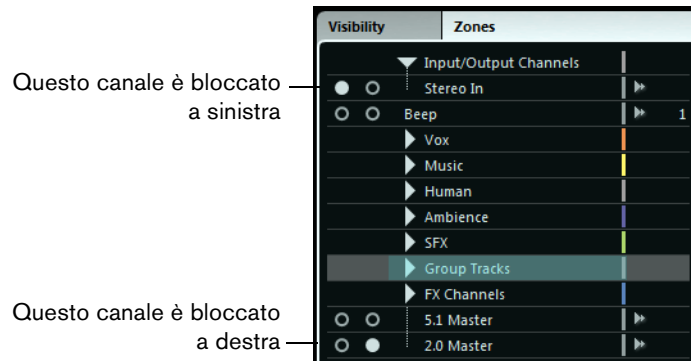 Visibility Zones
Input/Output Channels
Questo canale è bloccato
a sinistra
Stereo In
Beep 1
Vox
Music
Human
Ambience
SFX
Group Tracks
FX Channels
Questo canale è bloccato
a destra
5.1 Master
2.0 Master